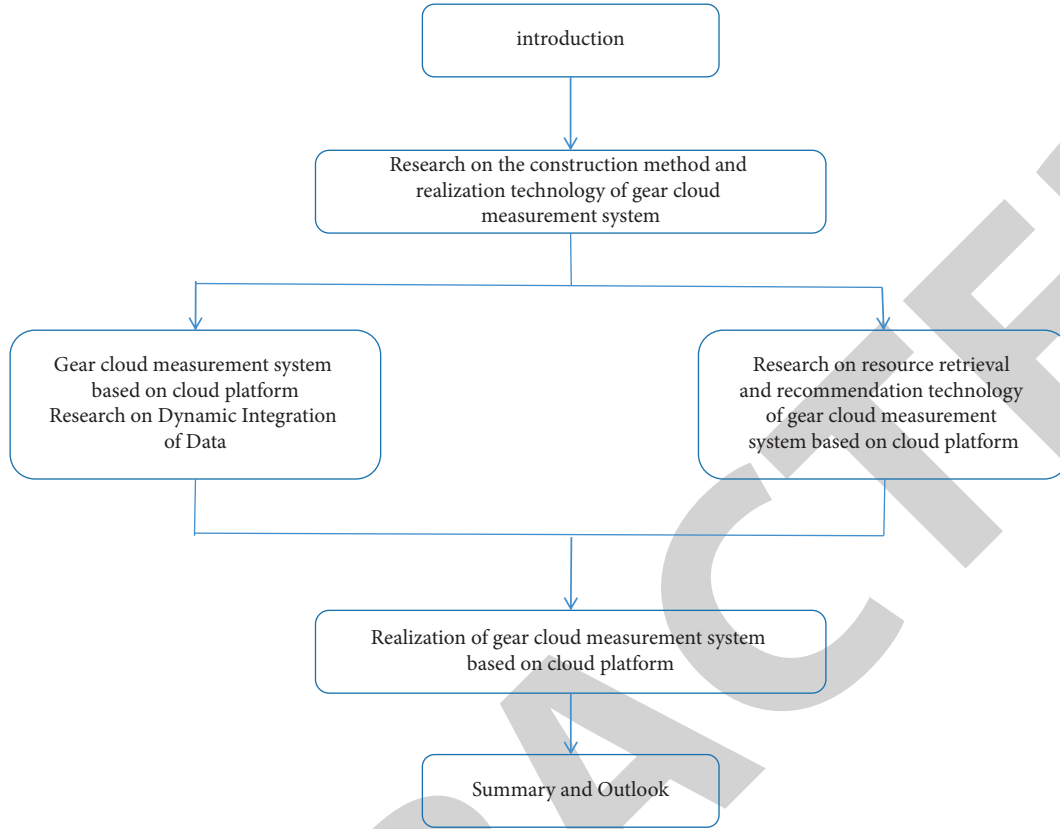 introduction
Research on the construction method and
realization technology of gear cloud
measurement system
Gear cloud measurement system
based on cloud platform
Research on Dynamic Integration
of Data
Research on resource retrieval
and recommendation technology
of gear cloud measurement
system based on cloud platform
Realization of gear cloud measurement system
based on cloud platform
Summary and Outlook